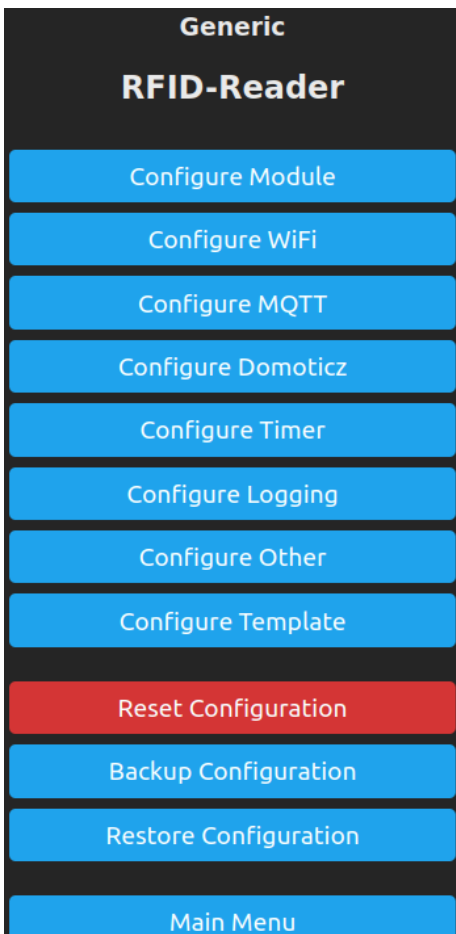 Generic
RFID-Reader
Configure Module
Configure WiFi
Configure MQTT
Configure Domoticz
Configure Timer
Configure Logging
Configure Other
Configure Template
Reset Configuration
Backup Configuration
Restore Configuration
Main Menu